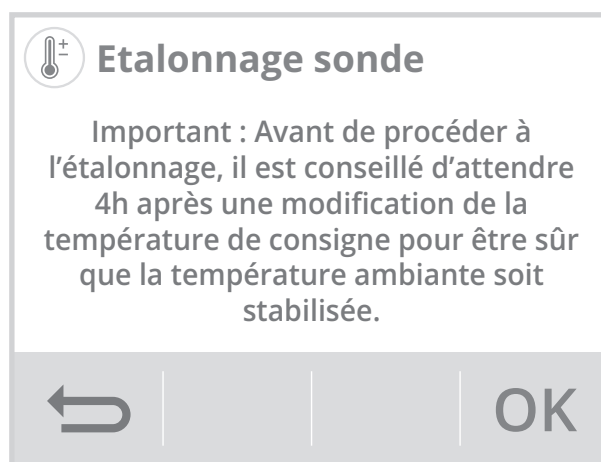 Etalonnage sonde
Important : Avant de procéder à
l’étalonnage, il est conseillé d’attendre
4h après une modification de la
température de consigne pour être sûr
que la température ambiante soit
stabilisée.
OK